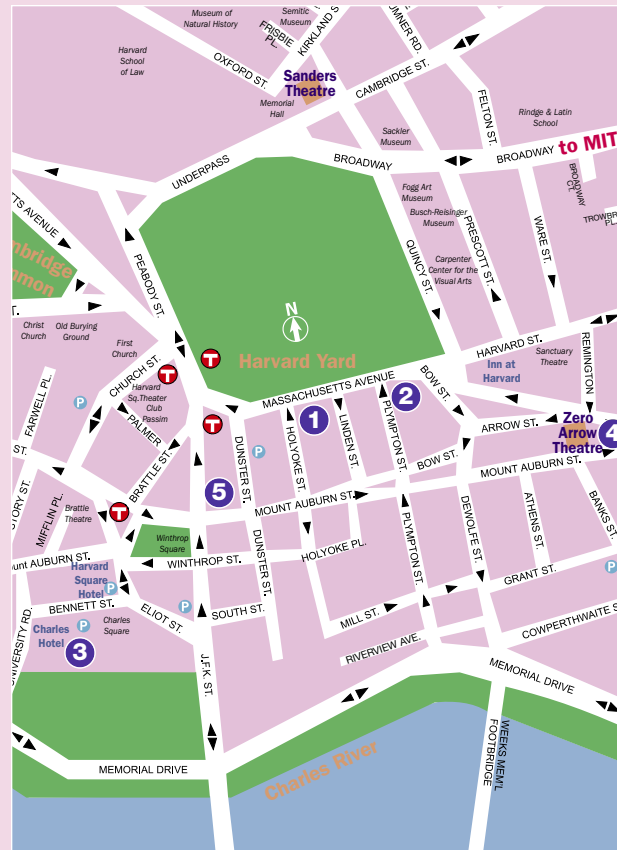 Museum of
Natural History
Semitic
Museum
FRISBIE
PL.
KIRKLAND S
UMNER RD.
Harvard
School
of Law
OXFORD ST.
Sanders
Theatre
Memorial
Hall
CAMBRIDGE ST.
FELTON ST.
Rindge & Latin
School
Sackler
Museum
UNDERPASS
BROADWAY
BROADWAY
to MIT
BROADWAY
CT.
TROWBR
PL.
TTS AVENUE
mbridge
mmon
PEABODY ST.
Fogg Art
Museum
Busch-Reisinger
Museum
Carpenter
Center for the
Visual Arts
QUINCY ST.
PRESCOTT ST.
WARE ST.
N
Harvard Yard
T.
Christ
Church
Old Burying
Ground
First
Church
CHURCH ST.
T
T
T
Harvard
Sq.Theater
Club
Passim
PALMER
P
FARWELL PL.
MASSACHUSETTS AVENUE
HARVARD ST.
Inn at
Harvard
Sanctuary
Theatre
REMINGTON
BOW ST.
ARROW ST.
Zero
Arrow
Theatre
4
1
2
DUNSTER ST.
P
HOLYOKE ST.
LINDEN ST.
PLYMPTON ST.
BOW ST.
MOUNT AUBURN ST.
ST.
BRATTLE ST.
5
MOUNT AUBURN ST.
TORY ST.
MIFFLIN PL.
Brattle
Theatre
T
Winthrop
Square
DUNSTER ST.
HOLYOKE PL.
PLYMPTON ST.
DEWOLFE ST.
ATHENS ST.
BANKS ST.
unt AUBURN ST.
WINTHROP ST.
Harvard
Square
Hotel
P
GRANT ST.
P
BENNETT ST.
ELIOT ST.
P
SOUTH ST.
MILL ST.
COWPERTHWAITE S
UNIVERSITY RD.
Charles
Hotel
P
Charles
Square
3
J.F.K. ST.
RIVERVIEW AVE.
MEMORIAL DRIVE
MEMORIAL DRIVE
Charles River
WEEKS MEM'L
FOOTBRIDGE